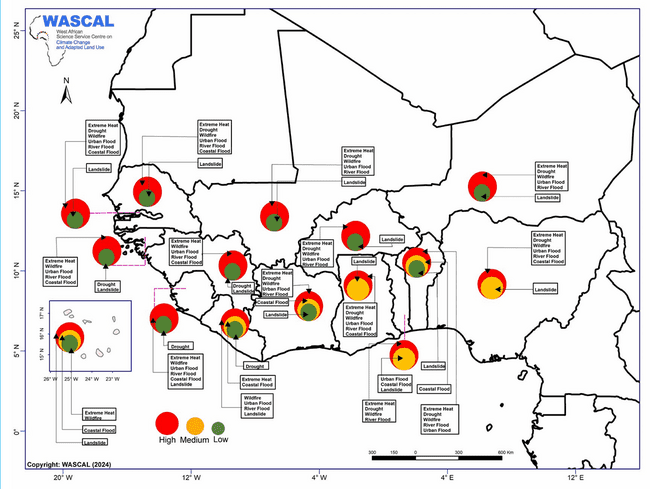 WASCAL
West African
Science Service Centre on
Climate Change
and Adapted Land Use
N
25° N
20° N
15° N
10° N
5° N
0°
Extreme Heat
Drought
Wildfire
Urban Flood
River Flood
Coastal Flood
Landslide
Extreme Heat
Drought
Wildfire
Urban Flood
River Flood
Coastal Flood
Landslide
Extreme Heat
Drought
Wildfire
Urban Flood
River Flood
Landslide
Extreme Heat
Drought
Wildfire
Urban Flood
River Flood
Landslide
Extreme Heat
Wildfire
Urban Flood
River Flood
Coastal Flood
Drought
Landslide
Extreme Heat
Wildfire
Urban Flood
River Flood
Coastal Flood
Drought
Landslide
Extreme Heat
Drought
Wildfire
Urban Flood
River Flood
Landslide
Landslide
Extreme Heat
Drought
Wildfire
Urban Flood
River Flood
Coastal Flood
Landslide
Extreme Heat
Drought
Wildfire
Urban Flood
River Flood
Coastal Flood
Landslide
Extreme Heat
Drought
Wildfire
Urban Flood
River Flood
Coastal Flood
17° N
16° N
15° N
26° W
25° W
24° W
23° W
Drought
Extreme Heat
Wildfire
Urban Flood
River Flood
Coastal Flood
Landslide
Drought
Extreme Heat
Coastal Flood
Wildfire
Urban Flood
River Flood
Landslide
Landslide
Urban Flood
Coastal Flood
Coastal Flood
Extreme Heat
Drought
Wildfire
River Flood
Extreme Heat
Drought
Wildfire
River Flood
Urban Flood
Extreme Heat
Wildfire
Coastal Flood
Landslide
High
Medium
Low
300
150
0
300
600 Km
Copyright: WASCAL (2024)
20° W
12° W
4° W
4° E
12° E